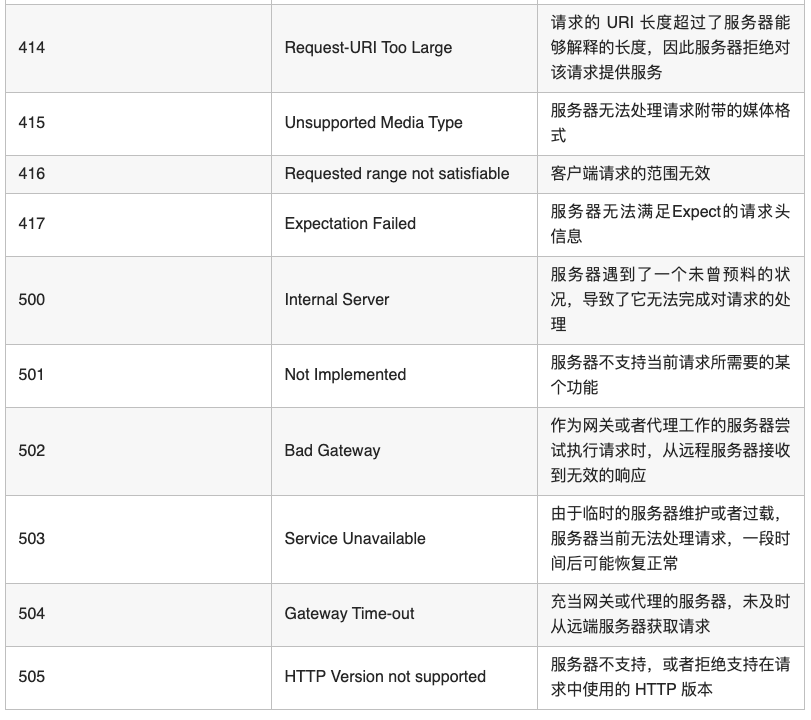 414
Request-URI Too Large
请求的 URI 长度超过了服务器能
够解释的长度，因此服务器拒绝对
该请求提供服务
415
Unsupported Media Type
服务器无法处理请求附带的媒体格
式
416
Requested range not satisfiable
客户端请求的范围无效
417
Expectation Failed
服务器无法满足Expect的请求头
信息
500
Internal Server
服务器遇到了一个未曾预料的状
况，导致了它无法完成对请求的处
理
501
Not Implemented
服务器不支持当前请求所需要的某
个功能
502
Bad Gateway
作为网关或者代理工作的服务器尝
试执行请求时，从远程服务器接收
到无效的响应
503
Service Unavailable
由于临时的服务器维护或者过载，
服务器当前无法处理请求，一段时
间后可能恢复正常
504
Gateway Time-out
充当网关或代理的服务器，未及时
从远端服务器获取请求
505
HTTP Version not supported
服务器不支持，或者拒绝支持在请
求中使用的 HTTP 版本